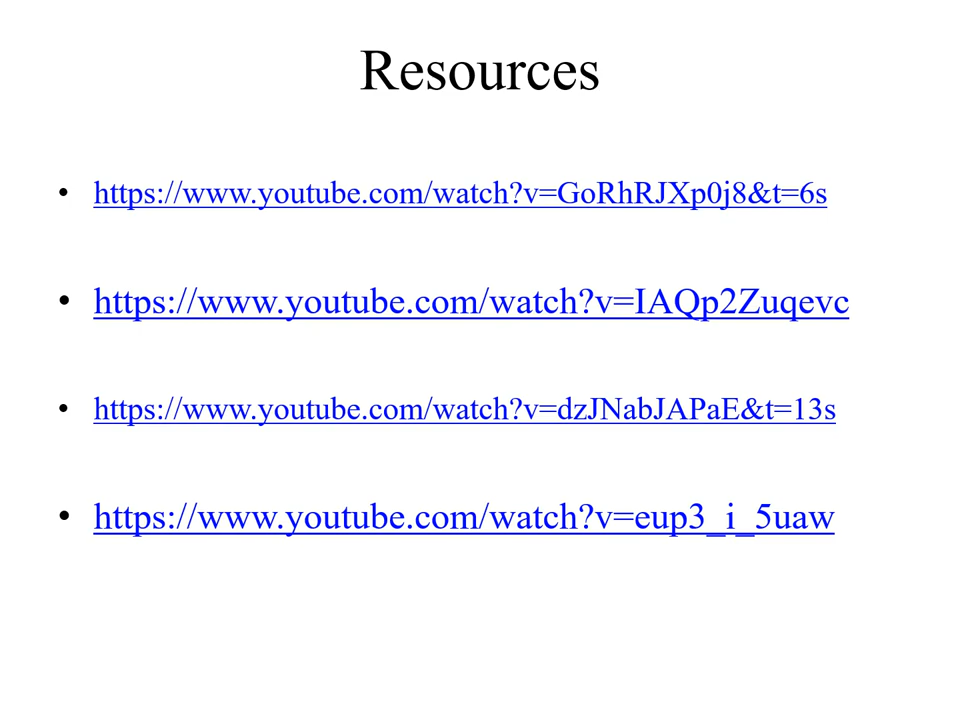 Resources
• https://www.youtube.com/watch?v=GoRhRJXp0j8&t=6s
• https://www.youtube.com/watch?v=IAQp2Zuqevc
• https://www.youtube.com/watch?v=dzJNabJAPaE&t=13s
• https://www.youtube.com/watch?v=eup3_i_5uaw